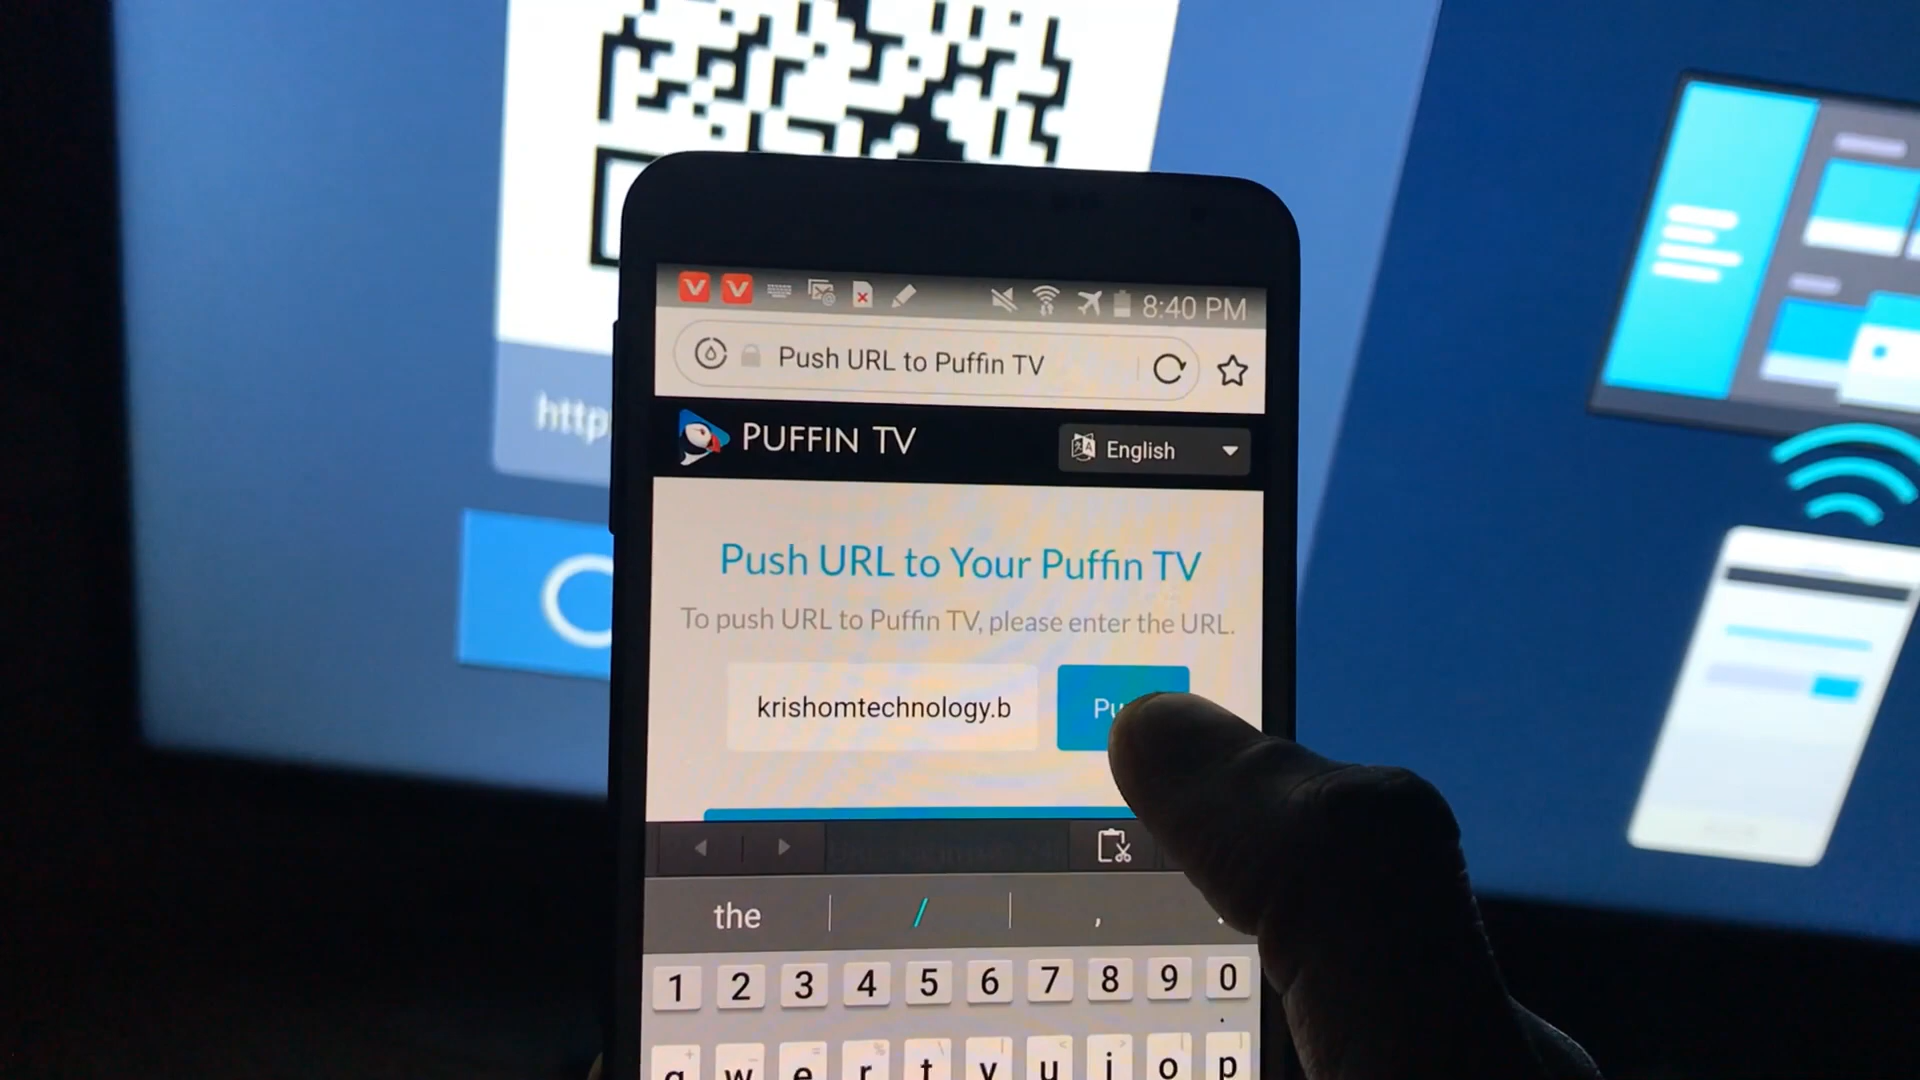 http
8:40 PM
Push URL to Puffin TV
PUFFIN TV
English
Push URL to Your Puffin TV
To push URL to Puffin TV, please enter the URL.
krishomtechnology.b
Pu
the / ,
1 2 3 4 5 6 7 8 9 0
q w e r t y u i o p